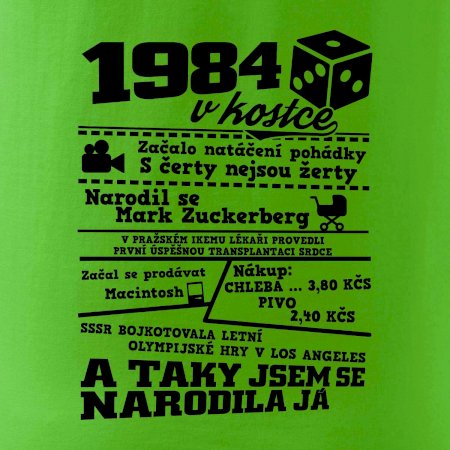 1984
v kostce
Začalo natáčení pohádky
S čerty nejsou žerty
Narodil se
Mark Zuckerberg
V PRAŽSKÉM IKEMU LÉKAŘI PROVEDLI
PRVNÍ ÚSPĚŠNOU TRANSPLANTACI SRDCE
Začal se prodávat
Macintosh
Nákup:
CHLEBA ... 3,80 KČS
PIVO
2,40 KČS
SSSR BOJKOTOVALA LETNÍ
OLYMPIJSKÉ HRY V LOS ANGELES
A TAKY JSEM SE
NARODILA JÁ